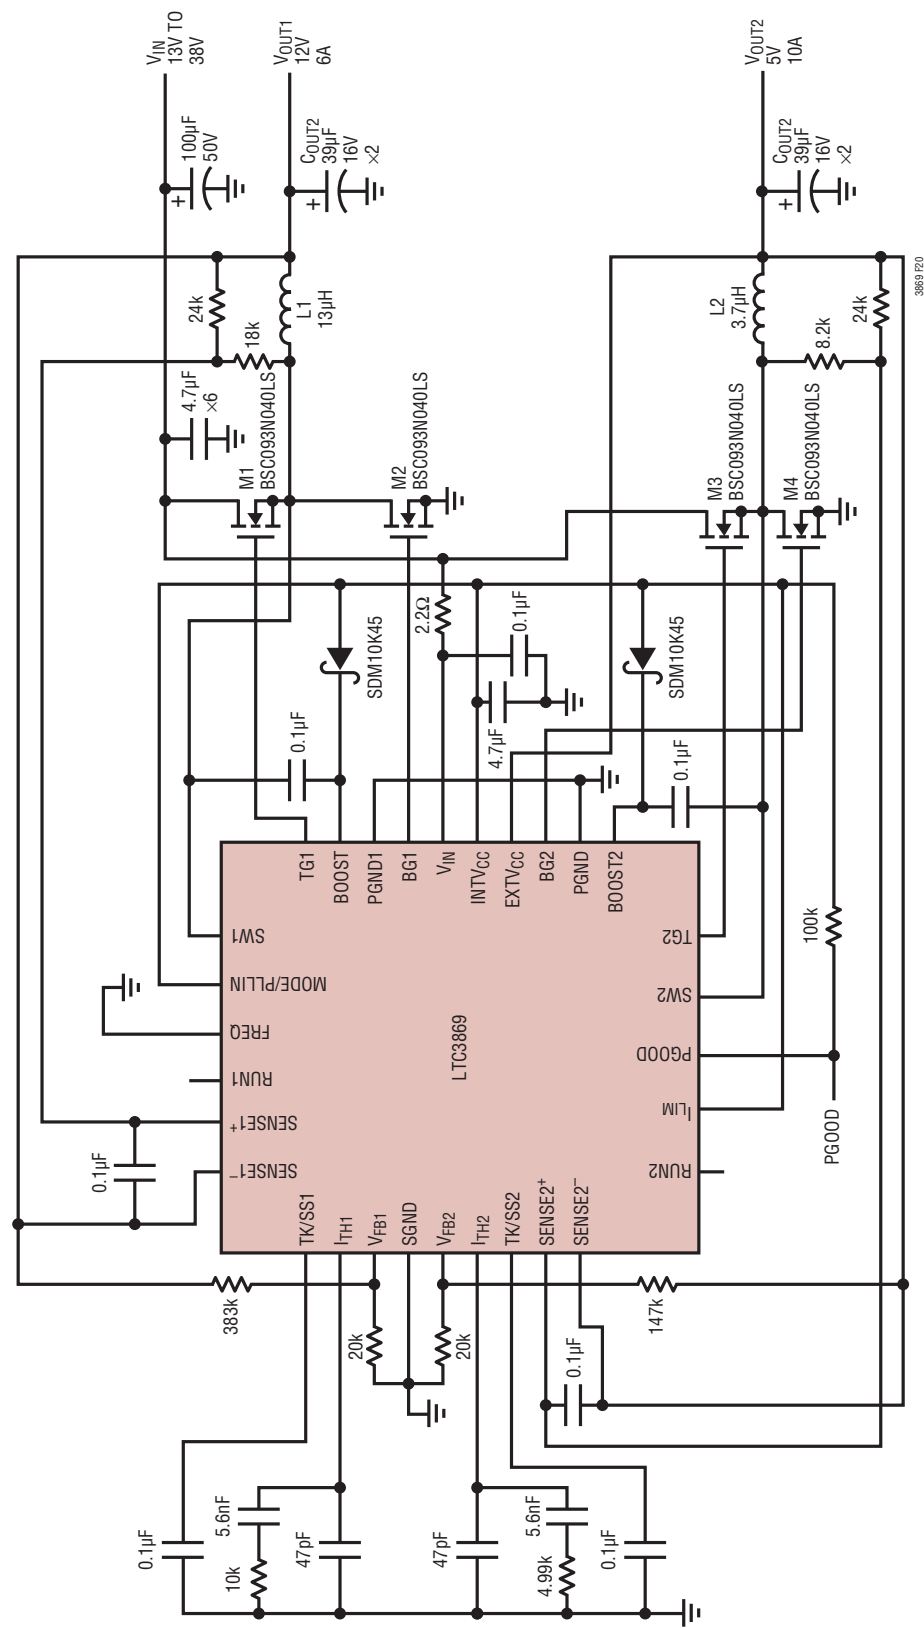 VIN
13V TO
38V
VOUT1
12V
6A
VOUT2
5V
10A
100µF
50V
COUT2
39µF
16V
×2
COUT2
39µF
16V
×2
24k
18k
L1
13µH
4.7µF
×6
L2
3.7µH
8.2k
24k
3869 F20
M1
BSC093N040LS
M2
BSC093N040LS
M3
BSC093N040LS
M4
BSC093N040LS
2.2Ω
0.1µF
SDM10K45
SDM10K45
0.1µF
4.7µF
0.1µF
TG1
BOOST
PGND1
BG1
VIN
INTVCC
EXTVCC
BG2
PGND
BOOST2
SW1
MODE/PLLIN
FREQ
RUN1
SENSE1+
SENSE1–
LTC3869
TG2
SW2
PGOOD
ILIM
RUN2
100k
PGOOD
0.1µF
TK/SS1
ITH1
VFB1
SGND
VFB2
ITH2
TK/SS2
SENSE2+
SENSE2–
383k
20k
20k
147k
0.1µF
0.1µF
5.6nF
10k
47pF
47pF
5.6nF
4.99k
0.1µF